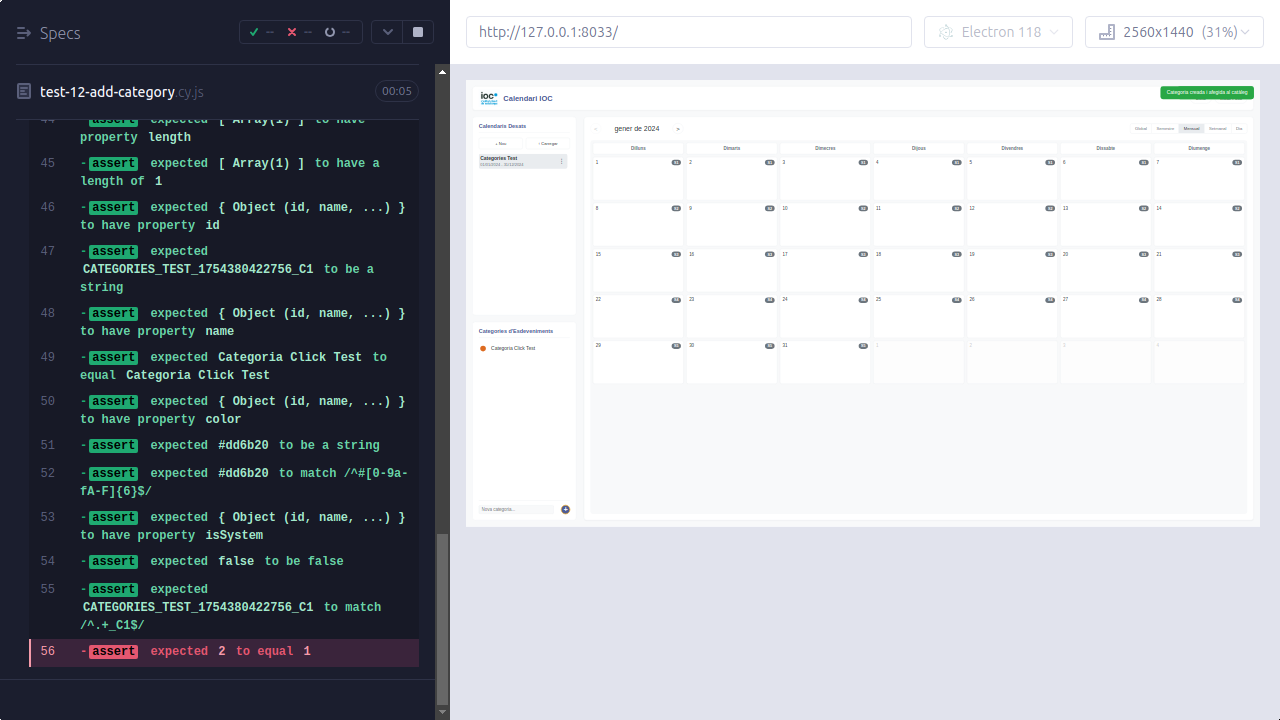 Specs
--
--
--
test-12-add-category.cy.js
00:05
44 -assert expected [ Array(1) ] to have property length
45 -assert expected [ Array(1) ] to have a length of 1
46 -assert expected { Object (id, name, ...) } to have property id
47 -assert expected CATEGORIES_TEST_1754380422756_C1 to be a string
48 -assert expected { Object (id, name, ...) } to have property name
49 -assert expected Categoria Click Test to equal Categoria Click Test
50 -assert expected { Object (id, name, ...) } to have property color
51 -assert expected #dd6b20 to be a string
52 -assert expected #dd6b20 to match /^#[0-9a-fA-F]{6}$/
53 -assert expected { Object (id, name, ...) } to have property isSystem
54 -assert expected false to be false
55 -assert expected CATEGORIES_TEST_1754380422756_C1 to match /^.+_C1$/
56 -assert expected 2 to equal 1
http://127.0.0.1:8033/
Electron 118
2560x1440 (31%)
ioc
Calendari IOC
Categoria creada i afegida al catàleg
Calendaris Desats
+ Nou
Carregar
Categories Test
Categories d'Esdeveniments
Categoria Click Test
Nova categoria...
+
< gener de 2024 >
Global Semestre Mensual Setmanal Dia
Dilluns Dimarts Dimecres Dijous Divendres Dissabte Diumenge
1 2 3 4 5 6 7
8 9 10 11 12 13 14
15 16 17 18 19 20 21
22 23 24 25 26 27 28
29 30 31 1 2 3 4